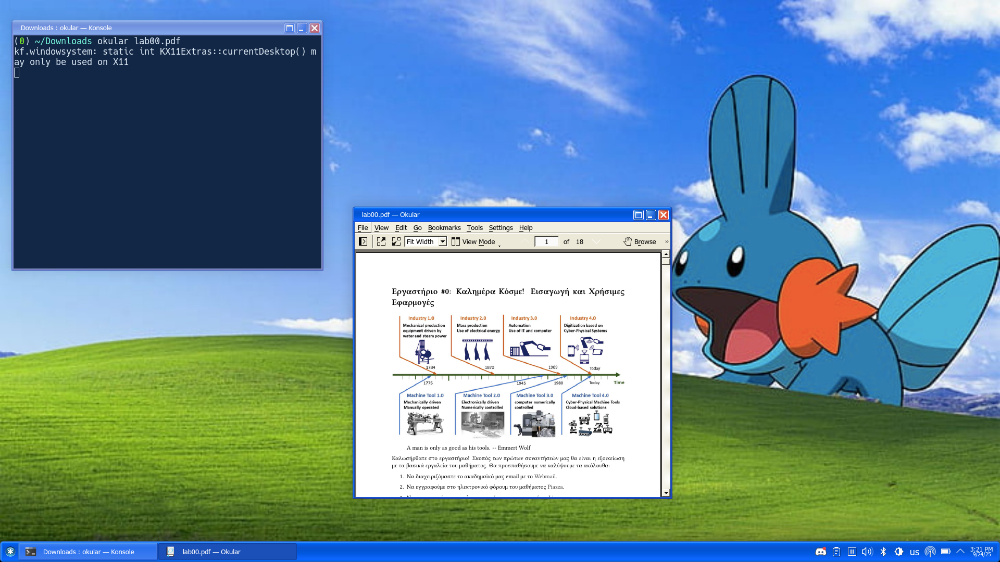 Downloads : okular — Konsole
(0) ~/Downloads okular lab00.pdf
kf.windowsystem: static int KX11Extras::currentDesktop() m
ay only be used on X11
lab00.pdf — Okular
File View Edit Go Bookmarks Tools Settings Help
Fit Width View Mode 1 of 18 Browse »
Εργαστήριο #0: Καλημέρα Κόσμε! Εισαγωγή και Χρήσιμες
Εφαρμογές
Industry 1.0 Industry 2.0 Industry 3.0 Industry 4.0
Mechanical production Mass production Automation Digitization based on
equipment driven by Use of electrical energy Use of IT and computer Cyber-Physical Systems
water and steam power
1784 1870 1969 Today
1775 1945 1980 Today Time
Machine Tool 1.0 Machine Tool 2.0 Machine Tool 3.0 Machine Tool 4.0
Mechanically driven Electronically driven computer numerically Cyber-Physical Machine Tools
Manually operated Numerically controlled controlled Cloud-based solutions
A man is only as good as his tools. -- Emmert Wolf
Καλωσήρθατε στο εργαστήριο! Σκοπός των πρώτων συναντήσεών μας θα είναι η εξοικείωση
με τα βασικά εργαλεία του μαθήματος. Θα προσπαθήσουμε να καλύψουμε τα ακόλουθα:
1. Να διαχειριζόμαστε το ακαδημαϊκό μας email με το Webmail.
2. Να εγγραφούμε στο ηλεκτρονικό φόρουμ του μαθήματος Piazza.
Downloads : okular — Konsole
lab00.pdf — Okular
us
3:21 PM
9/24/25